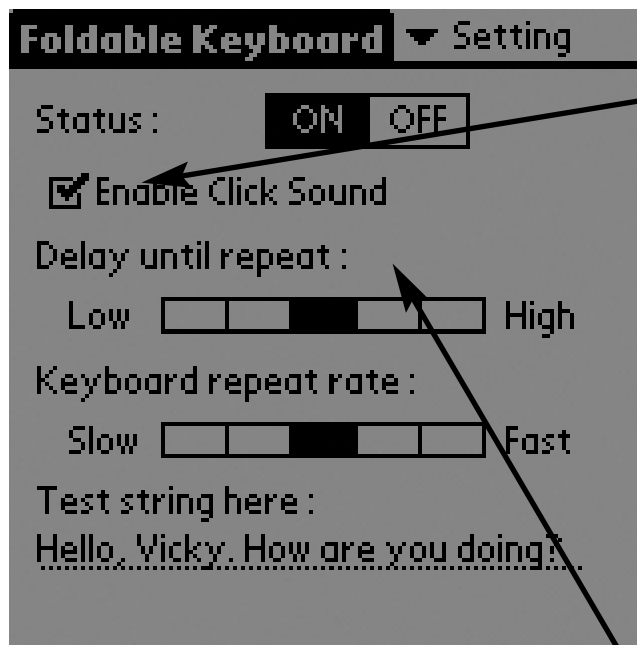 Foldable Keyboard Setting
Status : ON OFF
Enable Click Sound
Delay until repeat :
Low High
Keyboard repeat rate :
Slow Fast
Test string here :
Hello, Vicky. How are you doing?